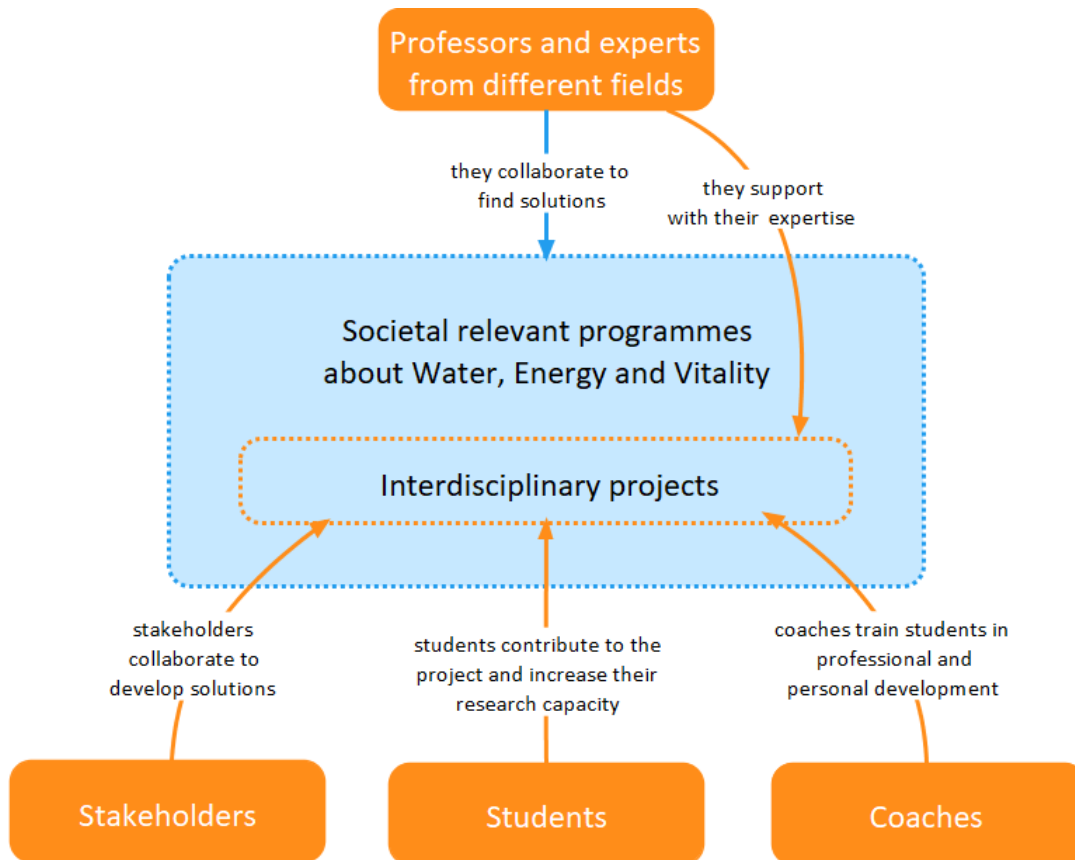 Professors and experts
from different fields
they collaborate to
find solutions
they support
with their expertise
Societal relevant programmes
about Water, Energy and Vitality
Interdisciplinary projects
stakeholders
collaborate to
develop solutions
students contribute to the
project and increase their
research capacity
coaches train students in
professional and
personal development
Stakeholders
Students
Coaches